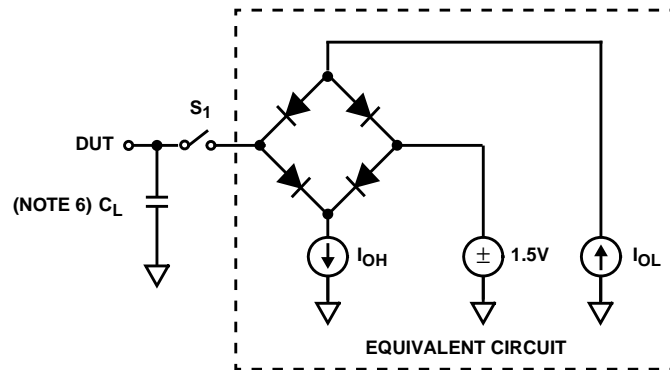 S1
DUT
(NOTE 6) CL
IOH
± 1.5V
IOL
EQUIVALENT CIRCUIT